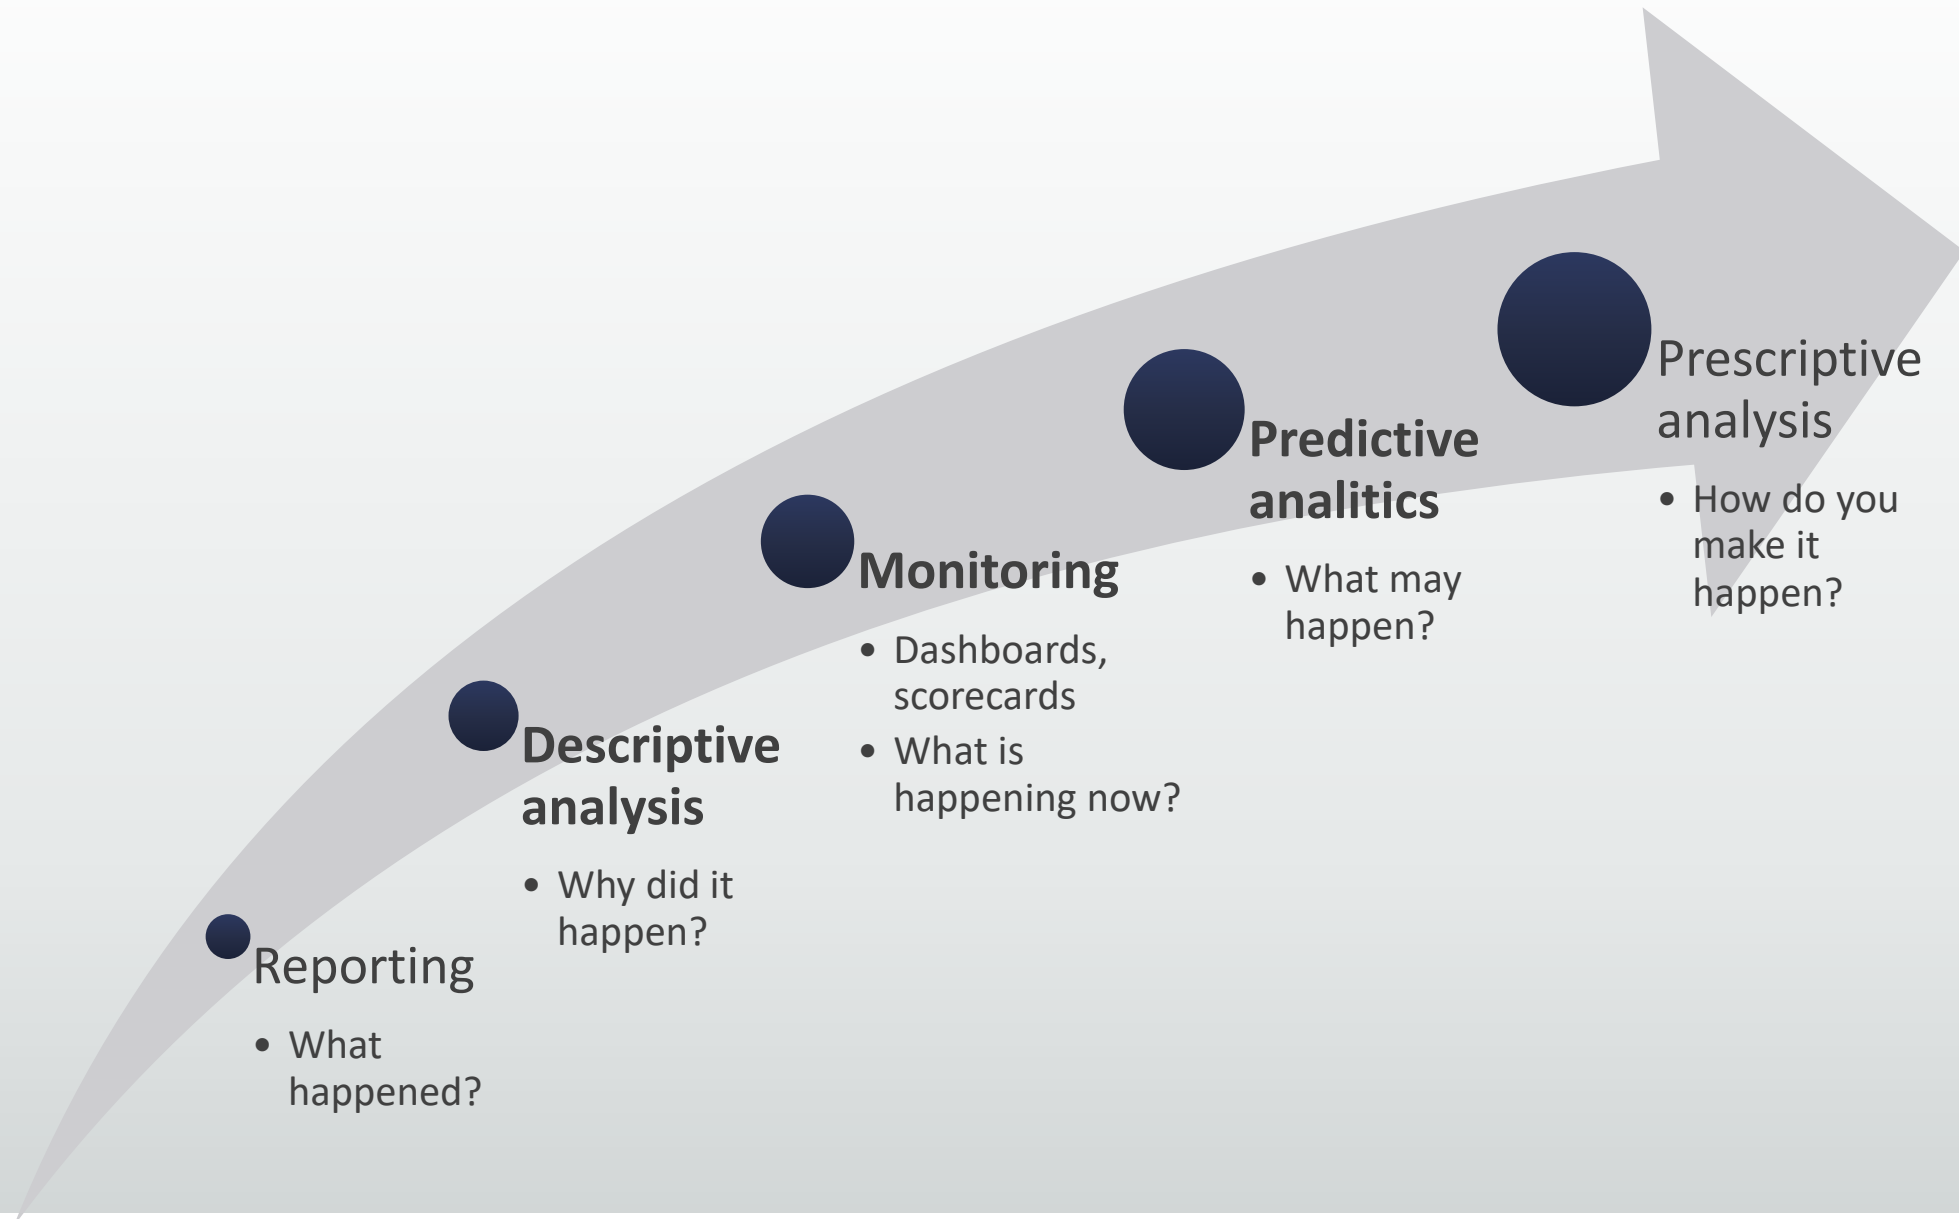 Reporting
• What
happened?
Descriptive
analysis
• Why did it
happen?
Monitoring
• Dashboards,
scorecards
• What is
happening now?
Predictive
analitics
• What may
happen?
Prescriptive
analysis
• How do you
make it
happen?